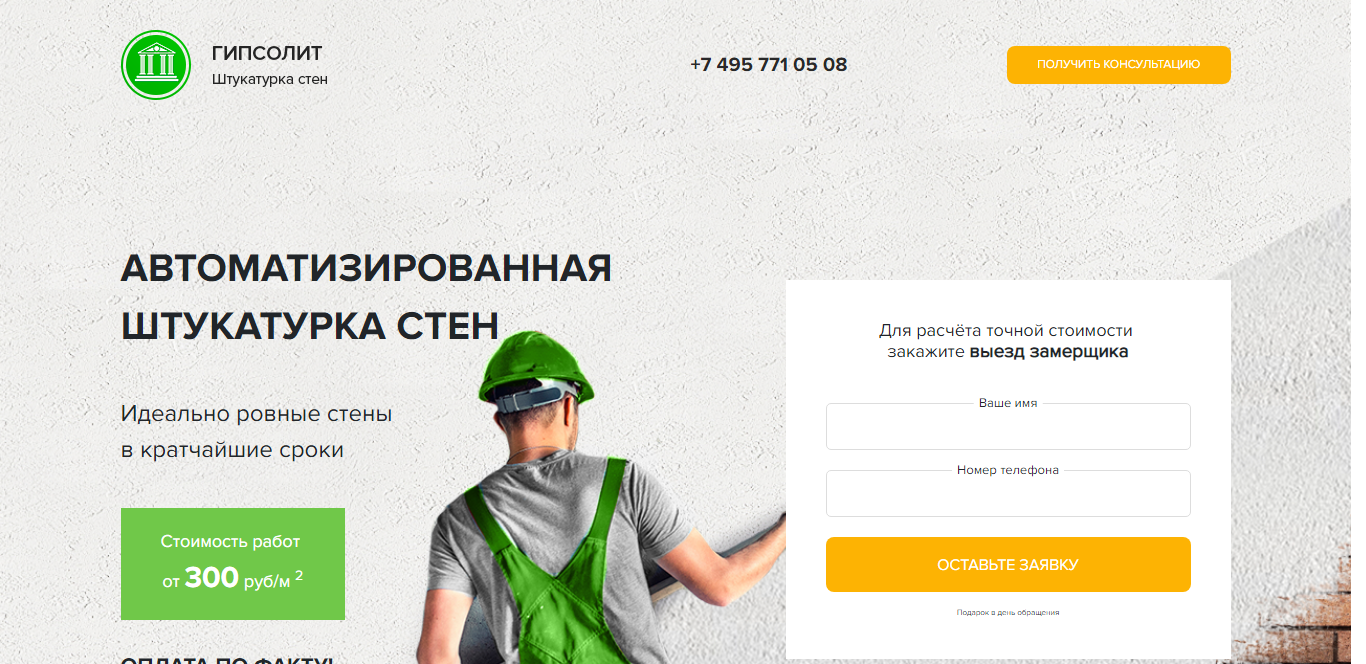 ГИПСОЛИТ
Штукатурка стен
+7 495 771 05 08
ПОЛУЧИТЬ КОНСУЛЬТАЦИЮ
АВТОМАТИЗИРОВАННАЯ
ШТУКАТУРКА СТЕН
Идеально ровные стены
в кратчайшие сроки
Стоимость работ
от 300 руб/м 2
ОПЛАТА ПО ФАКТУ!
Для расчёта точной стоимости
закажите выезд замерщика
Ваше имя
Номер телефона
ОСТАВЬТЕ ЗАЯВКУ
Подарок в день обращения